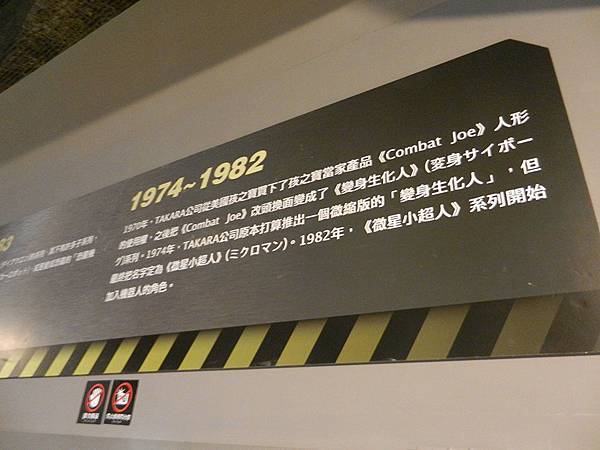 1974~1982
1970年，TAKARA公司從美國孩之寶買下了孩之寶當家產品《Combat Joe》人形
的使用權，之後把《Combat Joe》改頭換面變成了《變身生化人》(変身サイボー
グ)系列。1974年，TAKARA公司原本打算推出一個微縮版的「變身生化人」，但
最終把名字定為《微星小超人》(ミクロマン)。1982年，《微星小超人》系列開始
加入機器人的角色。